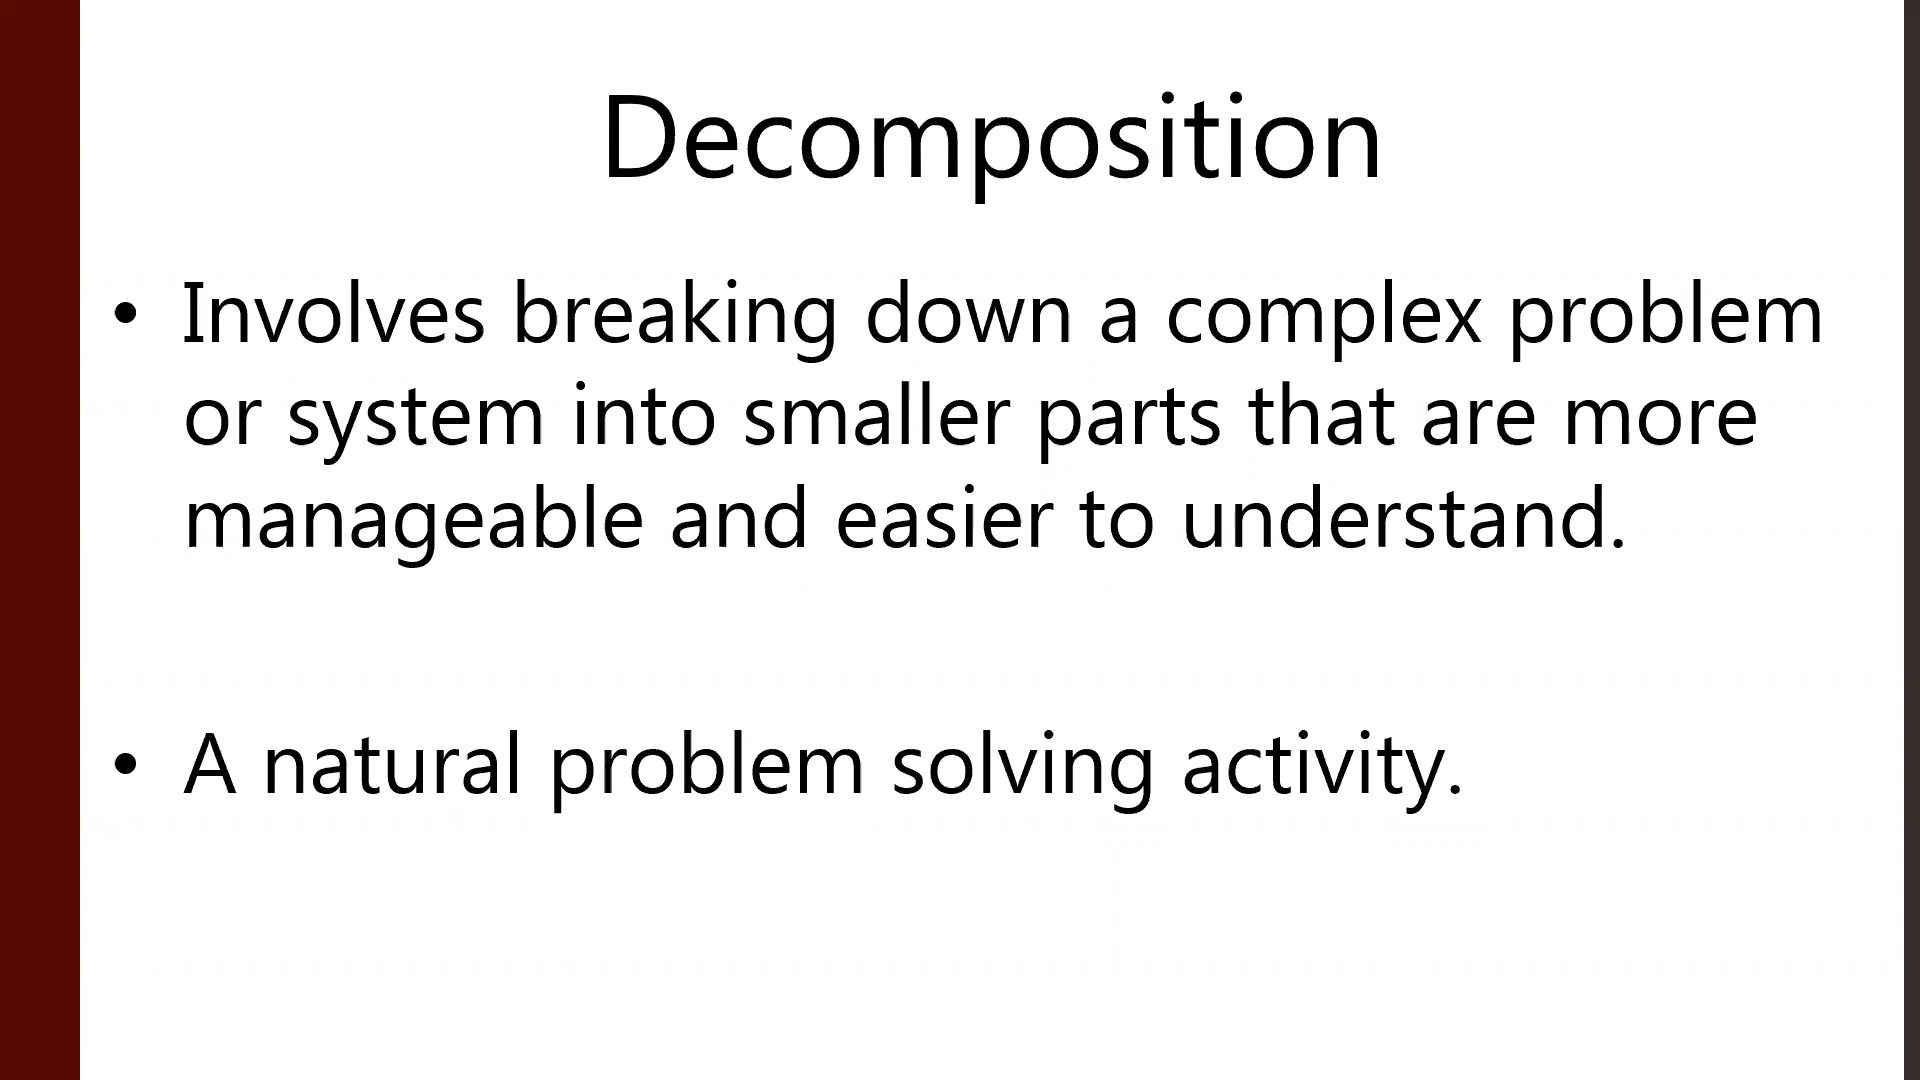 Decomposition
• Involves breaking down a complex problem
or system into smaller parts that are more
manageable and easier to understand.
• A natural problem solving activity.